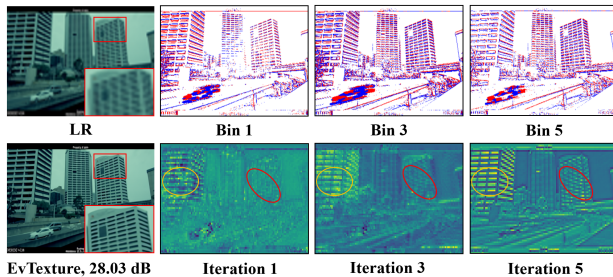 LR
Bin 1
Bin 3
Bin 5
EvTexture, 28.03 dB
Iteration 1
Iteration 3
Iteration 5